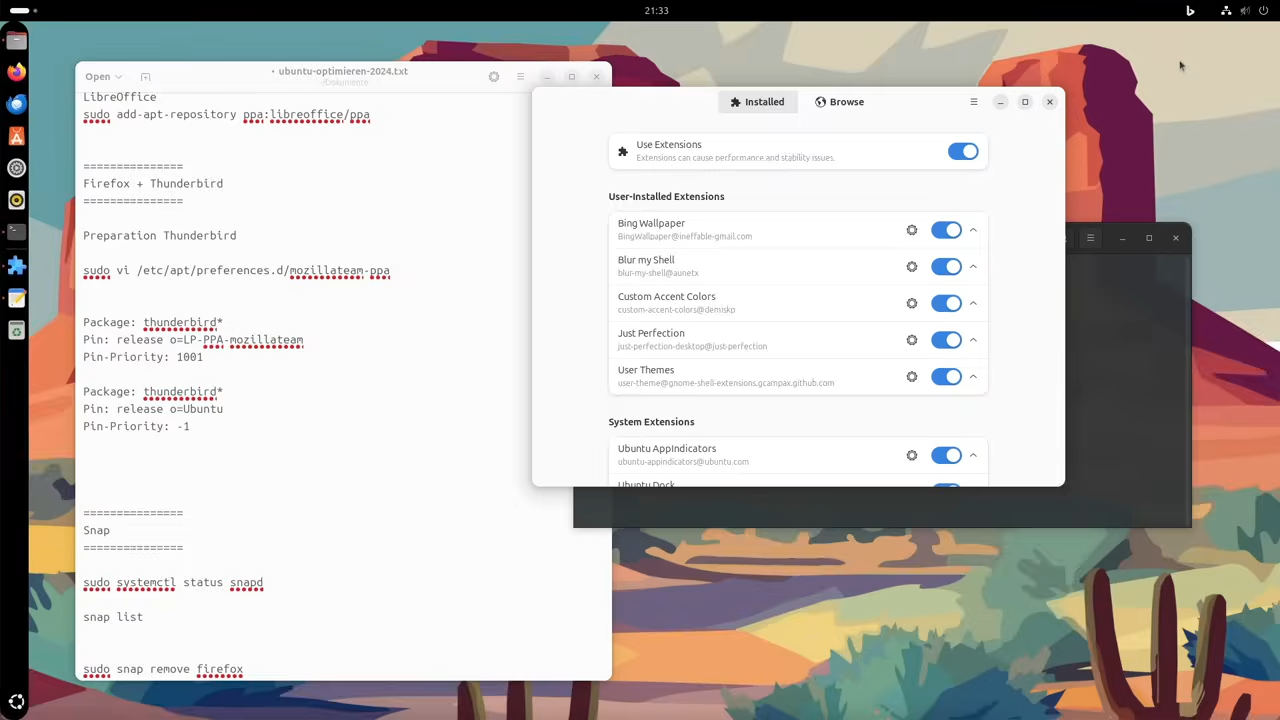 21:33
Open
• ubuntu-optimieren-2024.txt
~/Dokumente
LibreOffice
sudo add-apt-repository ppa:libreoffice/ppa
===============
Firefox + Thunderbird
===============
Preparation Thunderbird
sudo vi /etc/apt/preferences.d/mozillateam-ppa
Package: thunderbird*
Pin: release o=LP-PPA-mozillateam
Pin-Priority: 1001
Package: thunderbird*
Pin: release o=Ubuntu
Pin-Priority: -1
===============
Snap
===============
sudo systemctl status snapd
snap list
sudo snap remove firefox
Installed
Browse
Use Extensions
Extensions can cause performance and stability issues.
User-Installed Extensions
Bing Wallpaper
BingWallpaper@ineffable-gmail.com
Blur my Shell
blur-my-shell@aunetx
Custom Accent Colors
custom-accent-colors@demiskp
Just Perfection
just-perfection-desktop@just-perfection
User Themes
user-theme@gnome-shell-extensions.gcampax.github.com
System Extensions
Ubuntu AppIndicators
ubuntu-appindicators@ubuntu.com
Ubuntu Dock